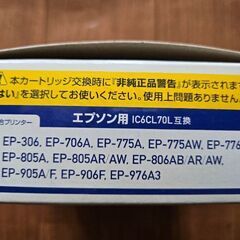 本カートリッジ交換時に『非純正品警告』が表示されます
はい』を選択してお使いください。使用上問題ありません
合プリンター
エプソン用 IC6CL70L互換
EP-306, EP-706A, EP-775A, EP-775AW, EP-776
EP-805A, EP-805AR/AW, EP-806AB/AR/AW,
EP-905A/F, EP-906F, EP-976A3